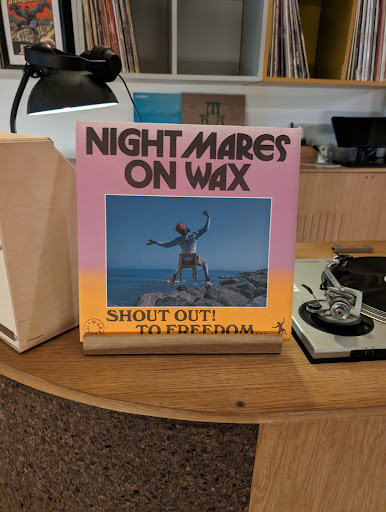 NIGHTMARES
ON WAX
SHOUT OUT!
TO FREEDOM...